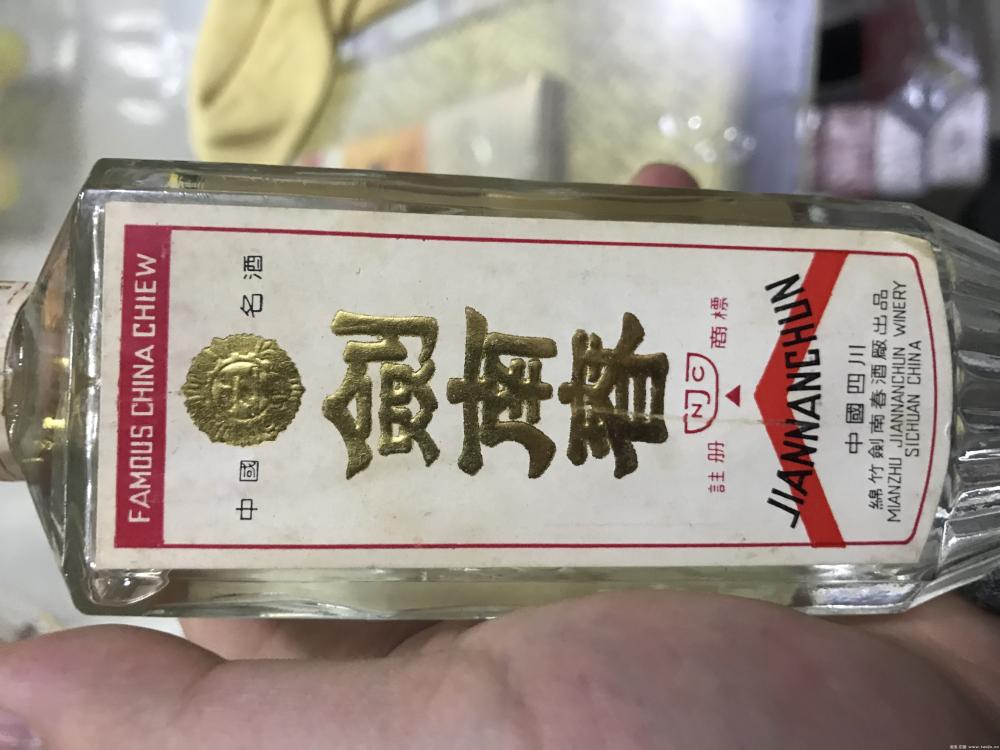 FAMOUS CHINA CHIEW
中國 名酒
劍南春
註册 商標
NJC
JIANNANCHUN
中國四川
綿竹劍南春酒廠出品
MIANZHU JIANNANCHUN WINERY
SICHUAN CHINA